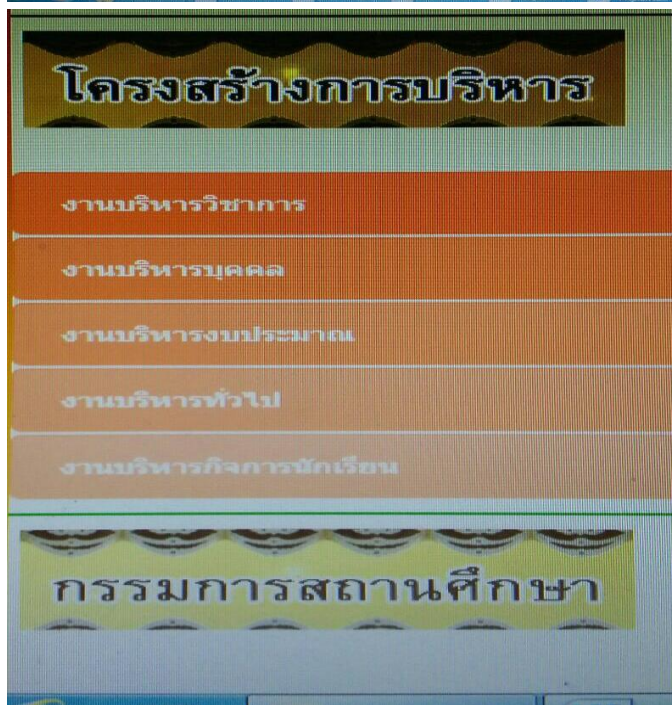 โครงสร้างการบริหาร
งานบริหารวิชาการ
งานบริหารบุคคล
งานบริหารงบประมาณ
งานบริหารทั่วไป
งานบริหารกิจการนักเรียน
กรรมการสถานศึกษา